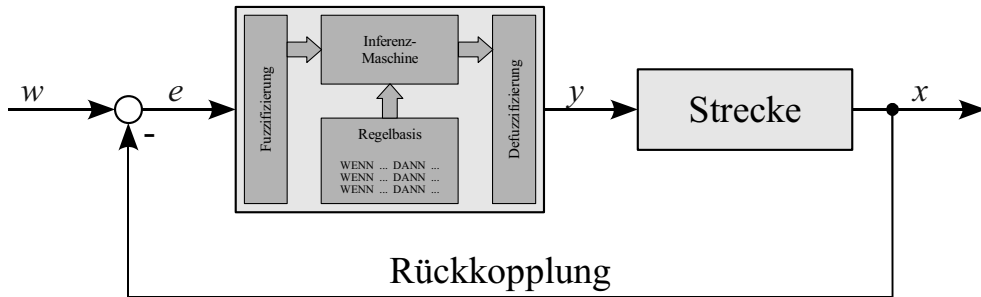 w
-
e
Fuzzifizierung
Inferenz-
Maschine
Regelbasis
WENN ... DANN ...
WENN ... DANN ...
WENN ... DANN ...
Defuzzifizierung
y
Strecke
x
Rückkopplung